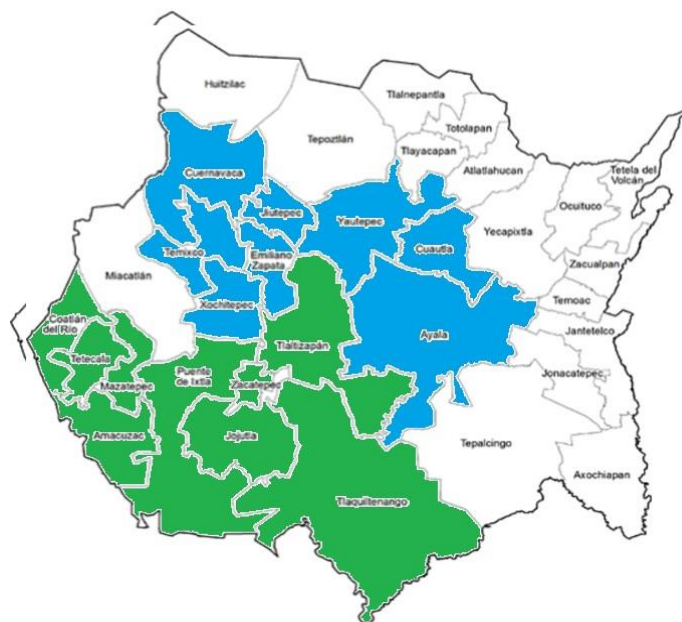 Huitzilac
Tlalnepantla
Totolapan
Tepoztlán
Tlayacapan
Atlatlahucan
Tetela del
Volcán
Cuernavaca
Ocuituco
Jiutepec
Yautepec
Yecapixtla
Cuautla
Temixco
Emiliano
Zapata
Zacualpan
Miacatlán
Xochitepec
Temoac
Coatlán
del Río
Ayala
Jantetelco
Tetecala
Tlaltizapán
Puente
de Ixtla
Jonacatepec
Mazatepec
Zacatepec
Amacuzac
Jojutla
Tepalcingo
Axochiapan
Tlaquiltenango